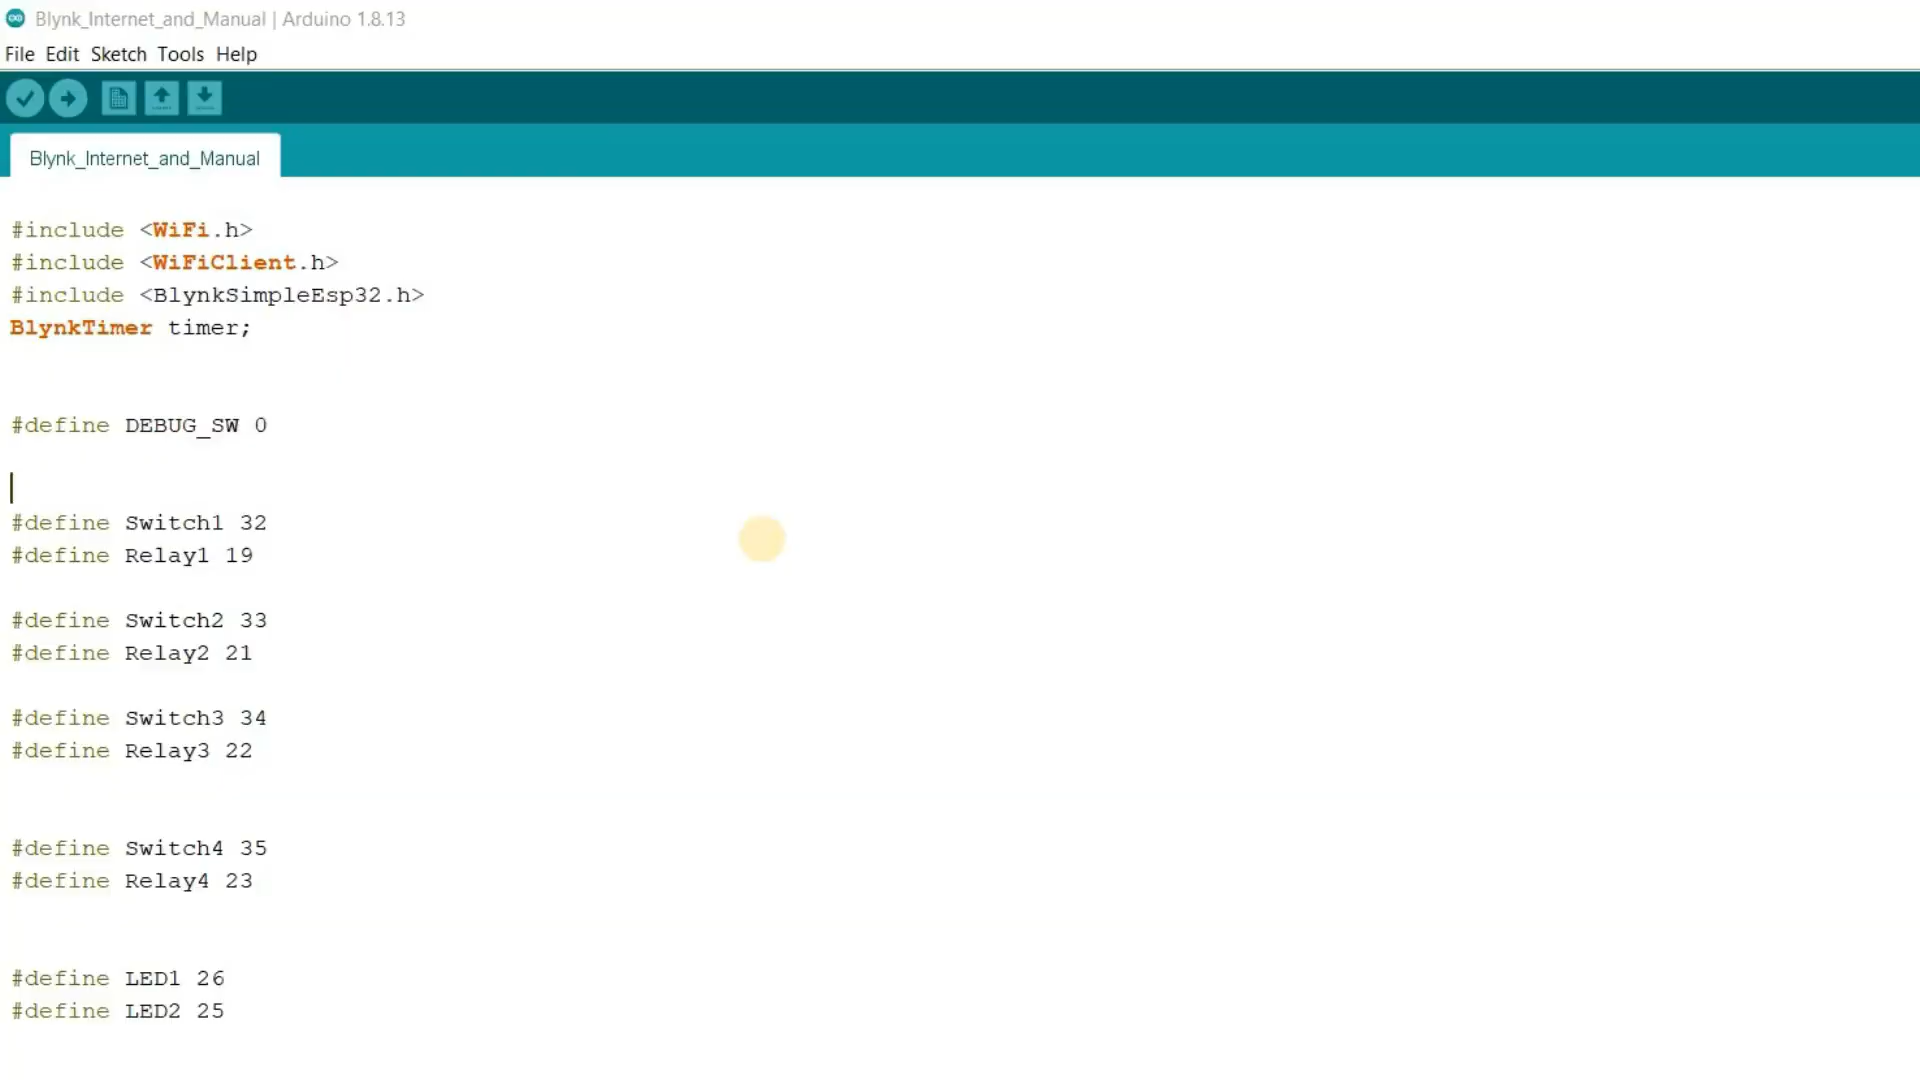 Blynk_Internet_and_Manual | Arduino 1.8.13
File Edit Sketch Tools Help
Blynk_Internet_and_Manual
#include <WiFi.h>
#include <WiFiClient.h>
#include <BlynkSimpleEsp32.h>
BlynkTimer timer;
#define DEBUG_SW 0
#define Switch1 32
#define Relay1 19
#define Switch2 33
#define Relay2 21
#define Switch3 34
#define Relay3 22
#define Switch4 35
#define Relay4 23
#define LED1 26
#define LED2 25